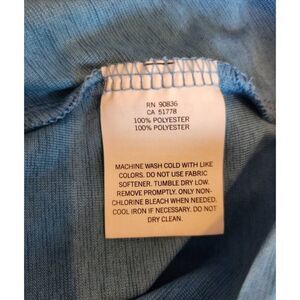 RN 90836
CA 51778
100% POLYESTER
100% POLYESTER
MACHINE WASH COLD WITH LIKE
COLORS. DO NOT USE FABRIC
SOFTENER. TUMBLE DRY LOW.
REMOVE PROMPTLY. ONLY NON-
CHLORINE BLEACH WHEN NEEDED.
COOL IRON IF NECESSARY. DO NOT
DRY CLEAN.